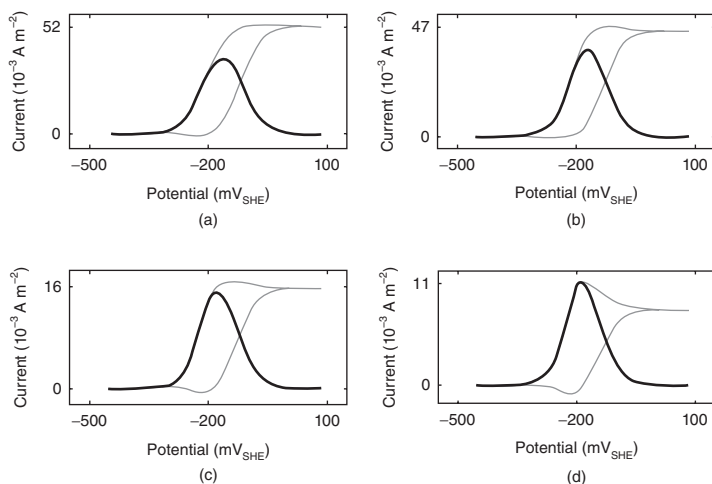 52
0
Current (10⁻³ A m⁻²)
−500
−200
100
Potential (mV_SHE)
(a)
47
0
Current (10⁻³ A m⁻²)
−500
−200
100
Potential (mV_SHE)
(b)
16
0
Current (10⁻³ A m⁻²)
−500
−200
100
Potential (mV_SHE)
(c)
11
0
Current (10⁻³ A m⁻²)
−500
−200
100
Potential (mV_SHE)
(d)